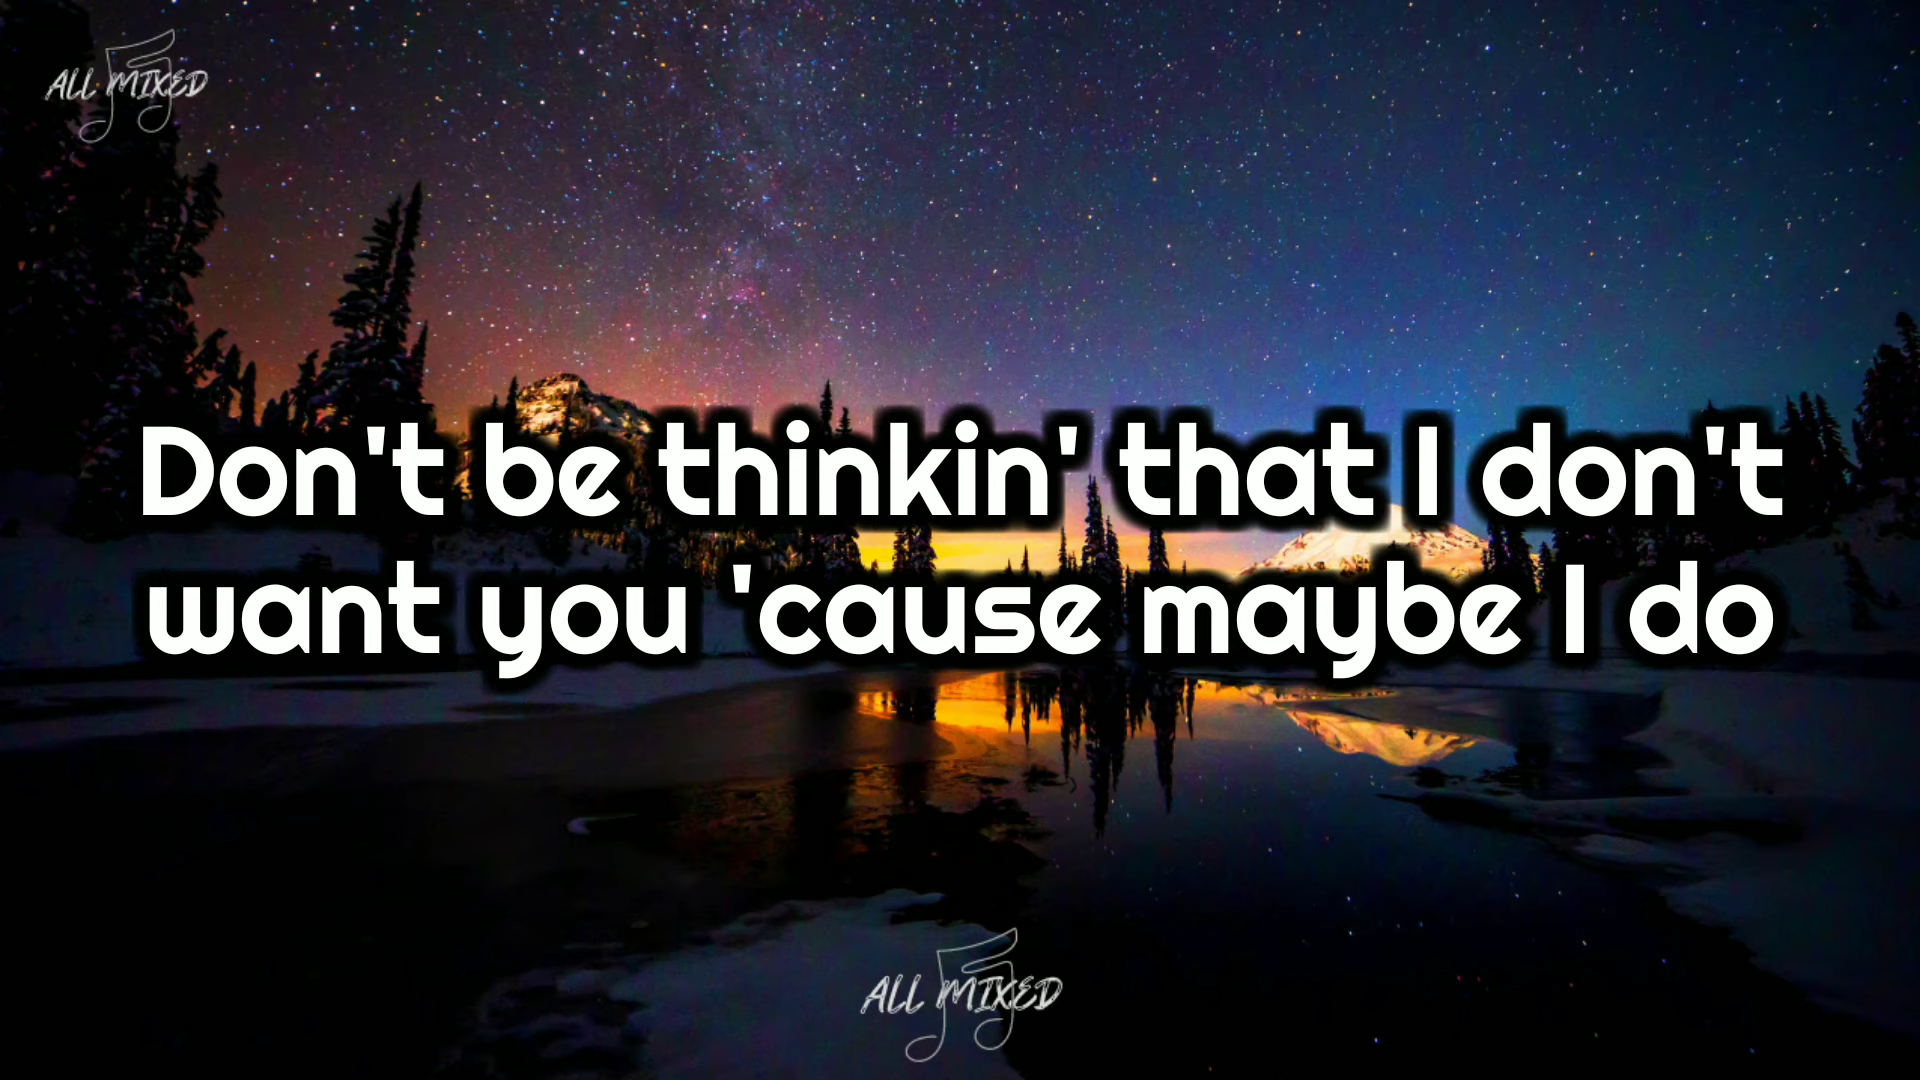 ALL MIXED
Don't be thinkin' that I don't
want you 'cause maybe I do
ALL MIXED